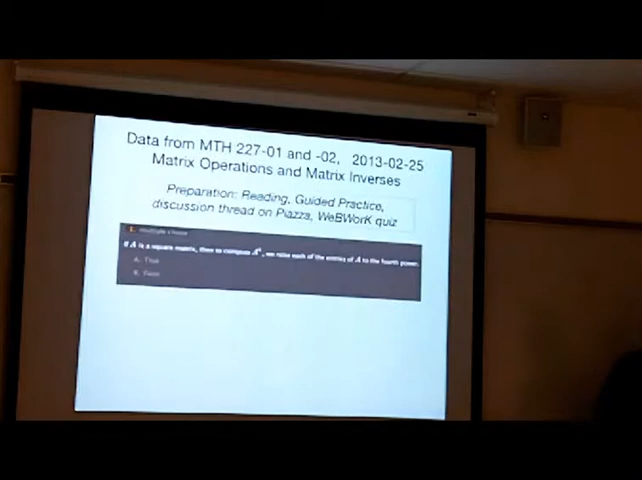 Data from MTH 227-01 and -02, 2013-02-25
Matrix Operations and Matrix Inverses
Preparation: Reading, Guided Practice,
discussion thread on Piazza, WeBWorK quiz
1. Multiple Choice
If A is a square matrix, then to compute A⁴, we raise each of the entries of A to the fourth power.
A. True
B. False